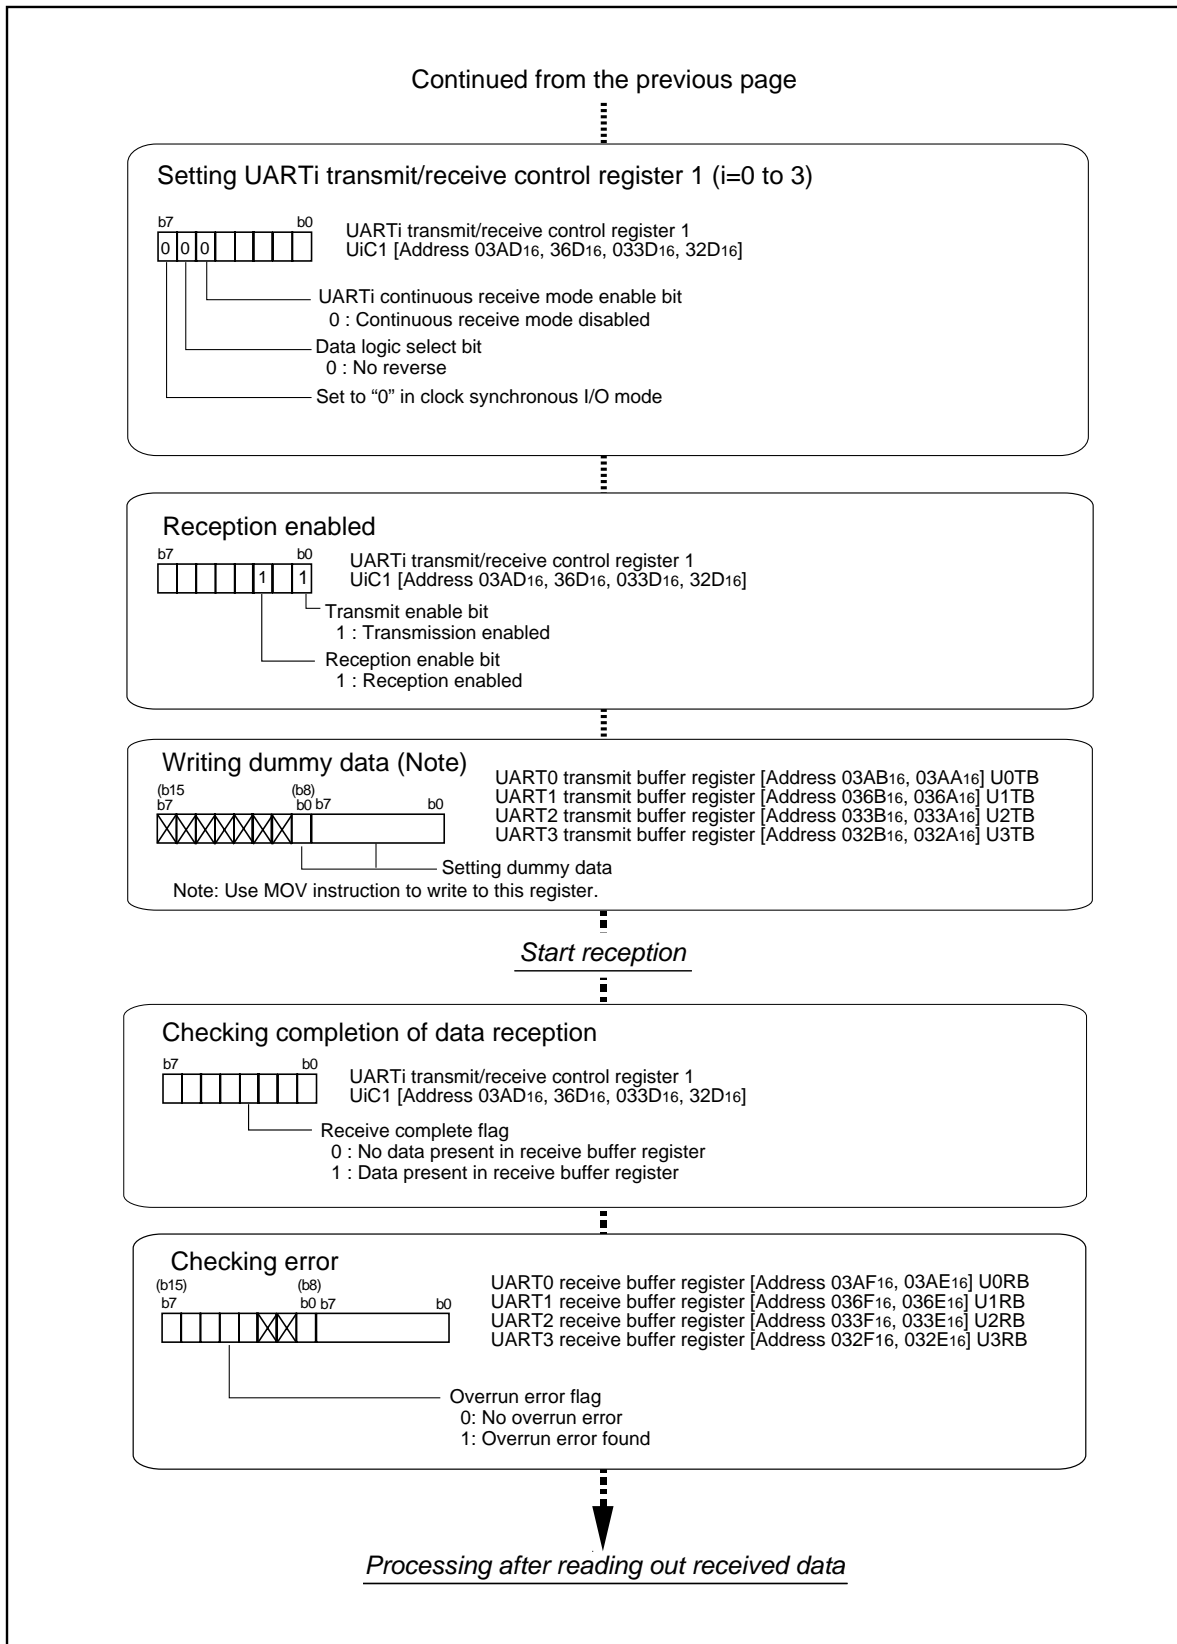 Continued from the previous page
Setting UARTi transmit/receive control register 1 (i=0 to 3)
b7 b0
0 0 0
UARTi transmit/receive control register 1
UiC1 [Address 03AD16, 36D16, 033D16, 32D16]
UARTi continuous receive mode enable bit
0 : Continuous receive mode disabled
Data logic select bit
0 : No reverse
Set to “0” in clock synchronous I/O mode
Reception enabled
b7 b0
1 1
UARTi transmit/receive control register 1
UiC1 [Address 03AD16, 36D16, 033D16, 32D16]
Transmit enable bit
1 : Transmission enabled
Reception enable bit
1 : Reception enabled
Writing dummy data (Note)
(b15 (b8)
b7 b0 b7 b0
UART0 transmit buffer register [Address 03AB16, 03AA16] U0TB
UART1 transmit buffer register [Address 036B16, 036A16] U1TB
UART2 transmit buffer register [Address 033B16, 033A16] U2TB
UART3 transmit buffer register [Address 032B16, 032A16] U3TB
Setting dummy data
Note: Use MOV instruction to write to this register.
Start reception
Checking completion of data reception
b7 b0
UARTi transmit/receive control register 1
UiC1 [Address 03AD16, 36D16, 033D16, 32D16]
Receive complete flag
0 : No data present in receive buffer register
1 : Data present in receive buffer register
Checking error
(b15) (b8)
b7 b0 b7 b0
UART0 receive buffer register [Address 03AF16, 03AE16] U0RB
UART1 receive buffer register [Address 036F16, 036E16] U1RB
UART2 receive buffer register [Address 033F16, 033E16] U2RB
UART3 receive buffer register [Address 032F16, 032E16] U3RB
Overrun error flag
0: No overrun error
1: Overrun error found
Processing after reading out received data